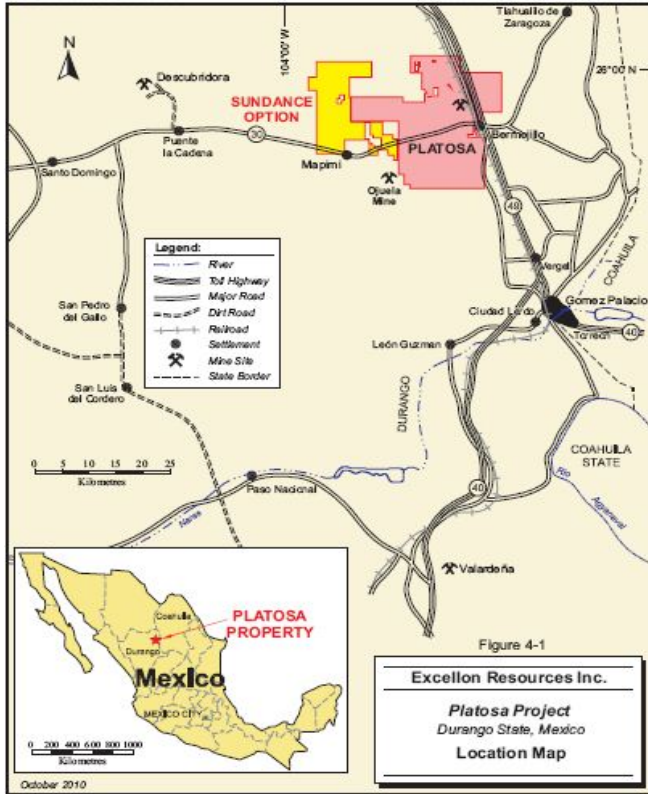 Tlahualilo de
Zaragoza
N
104°00' W
26°00' N
Descubridora
SUNDANCE
OPTION
Puente
la Cadena
30
Bermejillo
PLATOSA
Mapimi
Santo Domingo
Ojuela
Mine
49
COAHUILA
Legend:
River
Toll Highway
Major Road
Dirt Road
Railroad
Settlement
Mine Site
State Border
Vergel
Gomez Palacio
San Pedro
del Gallo
Ciudad Lerdo
Torreon
40
León Guzman
San Luis
del Cordero
DURANGO
COAHUILA
STATE
0 5 10 15 20 25
Kilometres
Rio
Aguanaval
40
Paso Nacional
Nazas
Valardeña
Coahuila
PLATOSA
PROPERTY
Durango
Mexico
MEXICO CITY
0 200 400 600 800 1000
Kilometres
October 2010
Figure 4-1
Excellon Resources Inc.
Platosa Project
Durango State, Mexico
Location Map